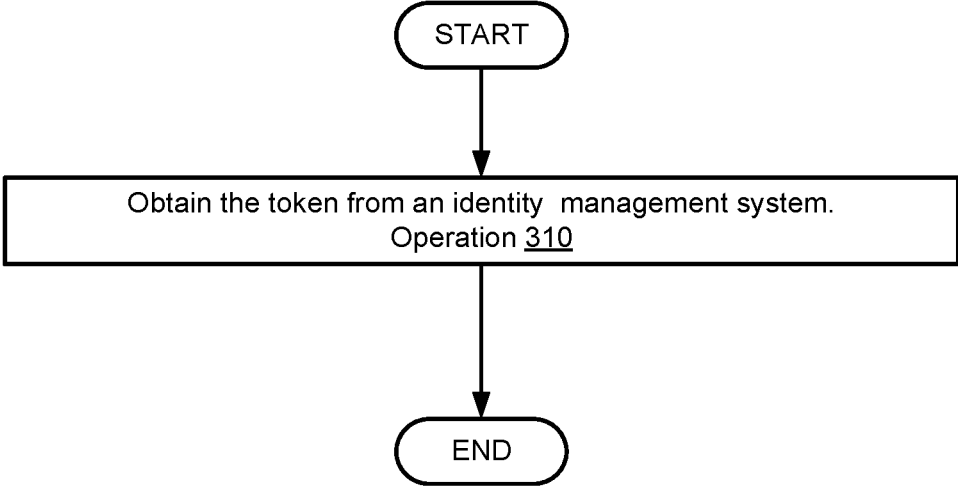 START
Obtain the token from an identity  management system.
Operation 310
END